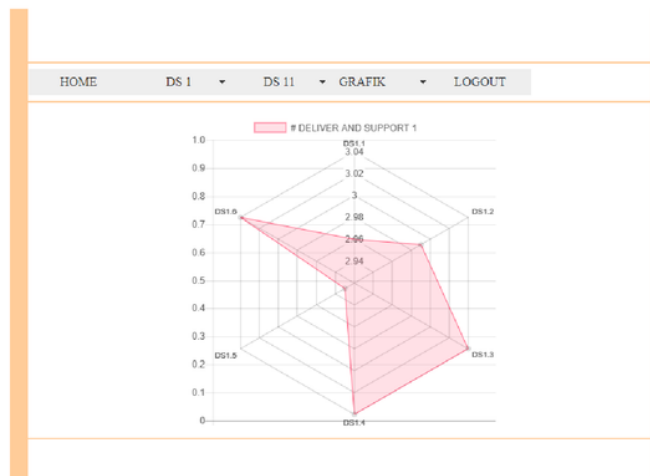 HOME DS 1 DS 11 GRAFIK LOGOUT
# DELIVER AND SUPPORT 1
DS1.1
1.0
3.04
0.9
3.02
0.8
3
DS1.6
DS1.2
0.7
2.98
0.6
2.96
2.94
0.5
0.4
0.3
DS1.5
DS1.3
0.2
0.1
0
DS1.4